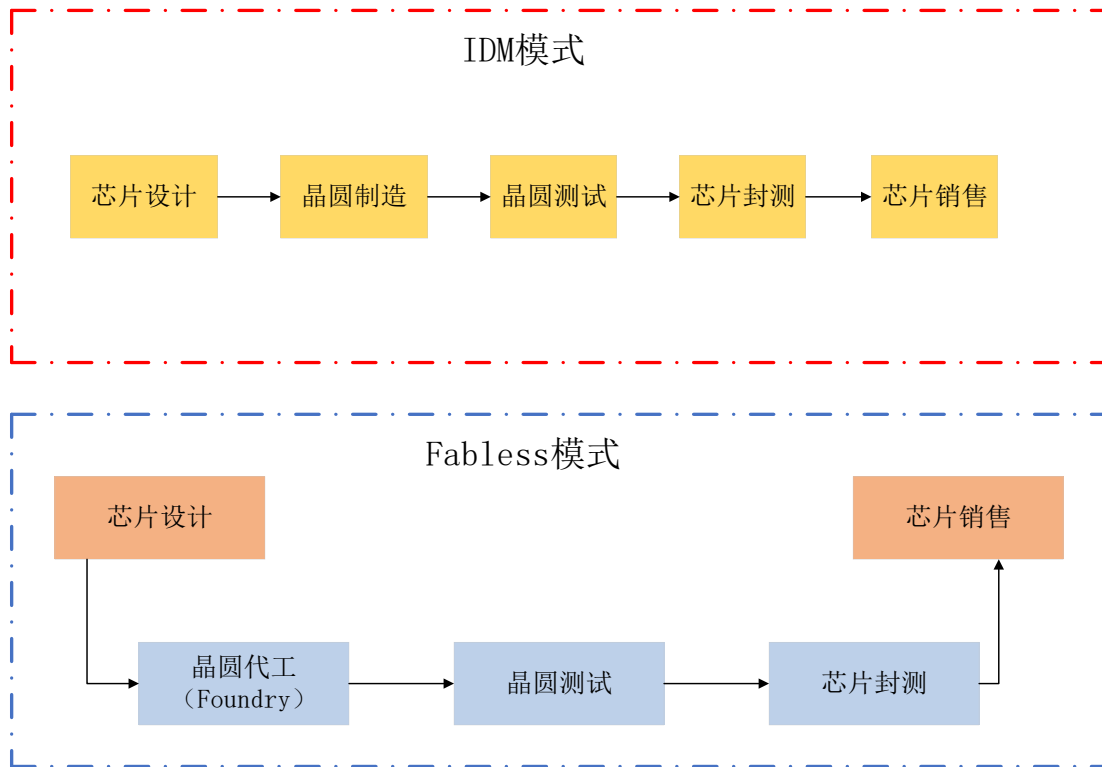 IDM模式
芯片设计
晶圆制造
晶圆测试
芯片封测
芯片销售
Fabless模式
芯片设计
芯片销售
晶圆代工
（Foundry）
晶圆测试
芯片封测